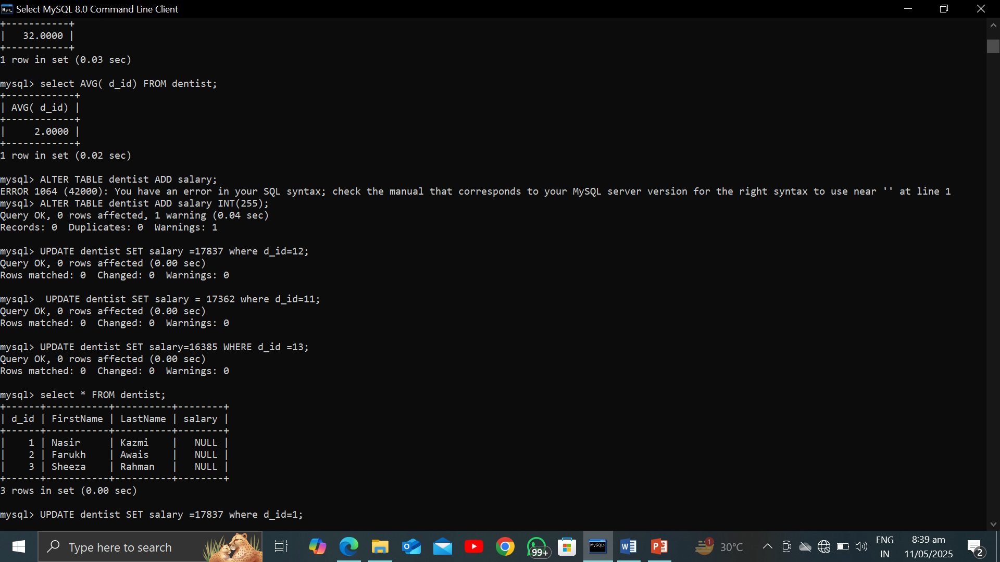 Select MySQL 8.0 Command Line Client
+-----------+
|   32.0000 |
+-----------+
1 row in set (0.03 sec)
mysql> select AVG( d_id) FROM dentist;
+------------+
| AVG( d_id) |
+------------+
|     2.0000 |
+------------+
1 row in set (0.02 sec)
mysql> ALTER TABLE dentist ADD salary;
ERROR 1064 (42000): You have an error in your SQL syntax; check the manual that corresponds to your MySQL server version for the right syntax to use near '' at line 1
mysql> ALTER TABLE dentist ADD salary INT(255);
Query OK, 0 rows affected, 1 warning (0.04 sec)
Records: 0  Duplicates: 0  Warnings: 1
mysql> UPDATE dentist SET salary =17837 where d_id=12;
Query OK, 0 rows affected (0.00 sec)
Rows matched: 0  Changed: 0  Warnings: 0
mysql>  UPDATE dentist SET salary = 17362 where d_id=11;
Query OK, 0 rows affected (0.00 sec)
Rows matched: 0  Changed: 0  Warnings: 0
mysql> UPDATE dentist SET salary=16385 WHERE d_id =13;
Query OK, 0 rows affected (0.00 sec)
Rows matched: 0  Changed: 0  Warnings: 0
mysql> select * FROM dentist;
+------+-----------+----------+--------+
| d_id | FirstName | LastName | salary |
+------+-----------+----------+--------+
|    1 | Nasir     | Kazmi    |   NULL |
|    2 | Farukh    | Awais    |   NULL |
|    3 | Sheeza    | Rahman   |   NULL |
+------+-----------+----------+--------+
3 rows in set (0.00 sec)
mysql> UPDATE dentist SET salary =17837 where d_id=1;
Type here to search
99+
MySQL
1
30°C
ENG
IN
8:39 am
11/05/2025
2